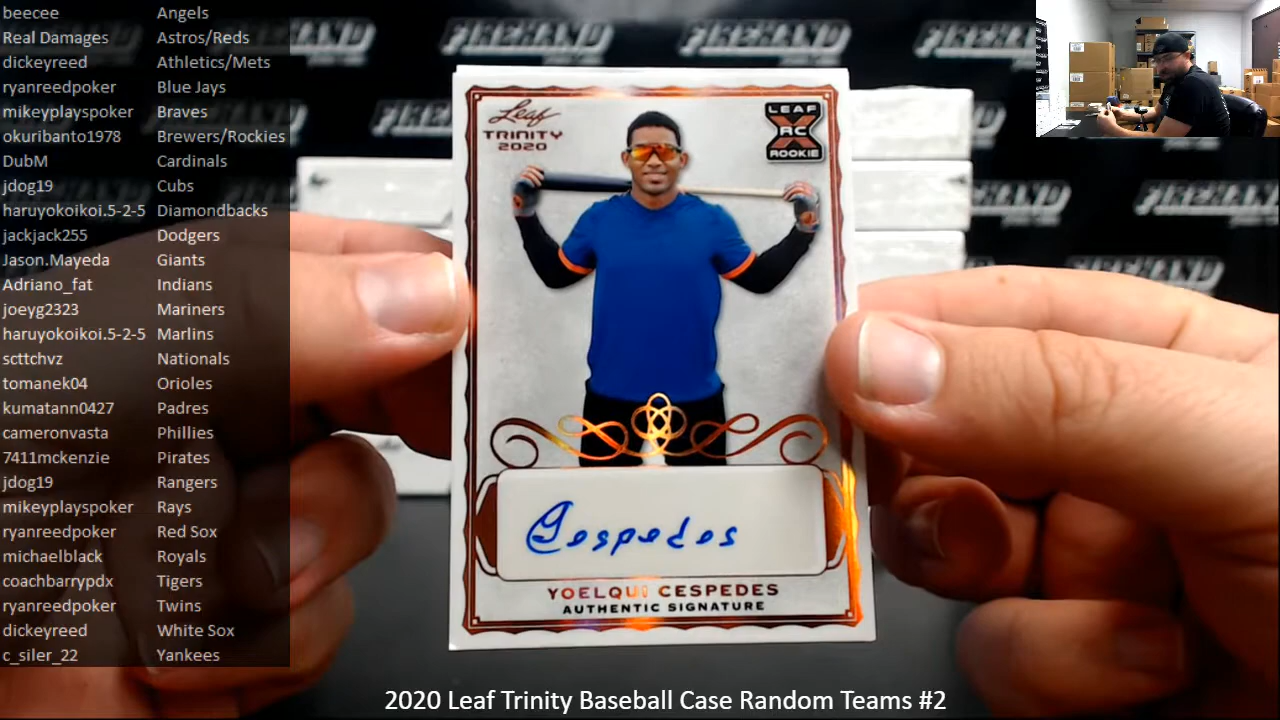 beecee Angels
Real Damages Astros/Reds
dickeyreed Athletics/Mets
ryanreedpoker Blue Jays
mikeyplayspoker Braves
okuribanto1978 Brewers/Rockies
DubM Cardinals
jdog19 Cubs
haruyokoikoi.5-2-5 Diamondbacks
jackjack255 Dodgers
Jason.Mayeda Giants
Adriano_fat Indians
joeyg2323 Mariners
haruyokoikoi.5-2-5 Marlins
scttchvz Nationals
tomanek04 Orioles
kumatann0427 Padres
cameronvasta Phillies
7411mckenzie Pirates
jdog19 Rangers
mikeyplayspoker Rays
ryanreedpoker Red Sox
michaelblack Royals
coachbarrypdx Tigers
ryanreedpoker Twins
dickeyreed White Sox
c_siler_22 Yankees
FIREHAND FIREHAND FIREHAND
FIREHAND
FIREHAND
Leaf
TRINITY
2020
LEAF
X
RC
ROOKIE
Cespedes
YOELQUI CESPEDES
AUTHENTIC SIGNATURE
2020 Leaf Trinity Baseball Case Random Teams #2